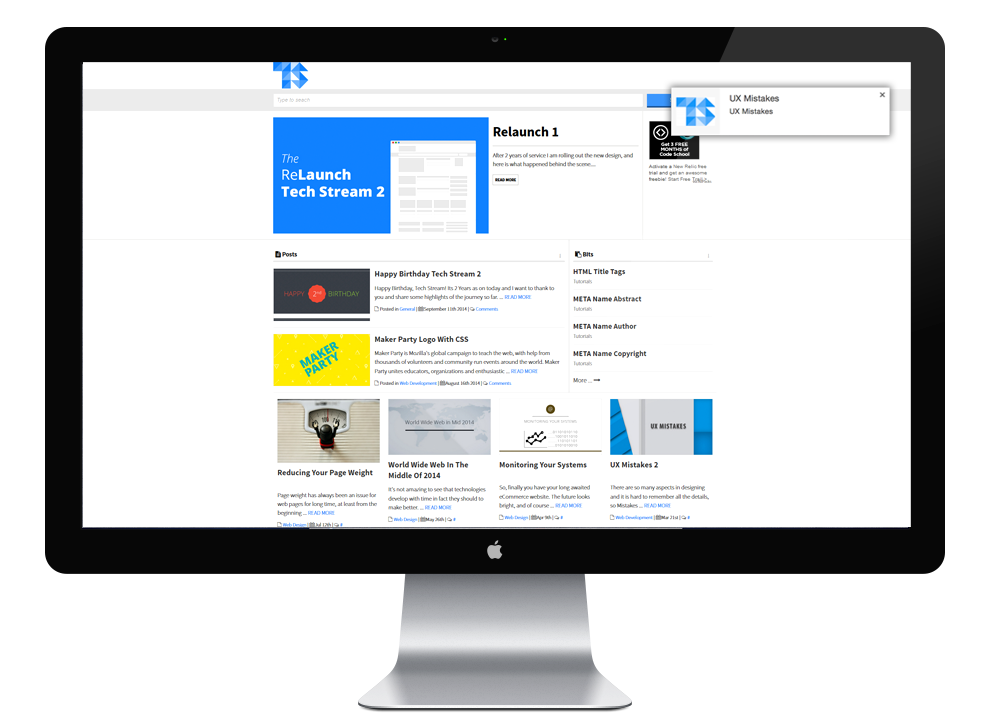 Type to search
UX Mistakes
UX Mistakes
The
ReLaunch
Tech Stream 2
Relaunch 1
After 2 years of service I am rolling out the new design, and
here is what happened behind the scene....
READ MORE
Get 3 FREE
MONTHS of
Code School
Activate a New Relic free
trial and get an awesome
freebie! Start Free
Posts
HAPPY 2ND BIRTHDAY
Happy Birthday Tech Stream 2
Happy Birthday, Tech Stream! Its 2 Years as on today and I want to thank to
you and share some highlights of the journey so far. ... READ MORE
Posted in General | September 11th 2014 | Comments
MAKER
PARTY
Maker Party Logo With CSS
Maker Party is Mozilla's global campaign to teach the web, with help from
thousands of volunteers and community run events around the world. Maker
Party unites educators, organizations and enthusiastic ... READ MORE
Posted in Web Development | August 16th 2014 | Comments
Bits
HTML Title Tags
Tutorials
META Name Abstract
Tutorials
META Name Author
Tutorials
META Name Copyright
Tutorials
More ...
110 110
Reducing Your Page Weight
Page weight has always been an issue for
web pages for long time, at least from the
beginning ... READ MORE
Web Design | Jul 12th | #
World Wide Web in Mid 2014
World Wide Web In The
Middle Of 2014
It's not amazing to see that technologies
develop with time in fact they should to
make better. ... READ MORE
Web Design | May 26th | #
MONITORING YOUR SYSTEMS
Monitoring Your Systems
So, finally you have your long awaited
eCommerce website. The future looks
bright, and of course ... READ MORE
Web Design | Apr 9th | #
UX MISTAKES
UX Mistakes 2
There are so many aspects in designing
and it is hard to remember all the details,
so Mistakes ... READ MORE
Web Development | Mar 21st | #